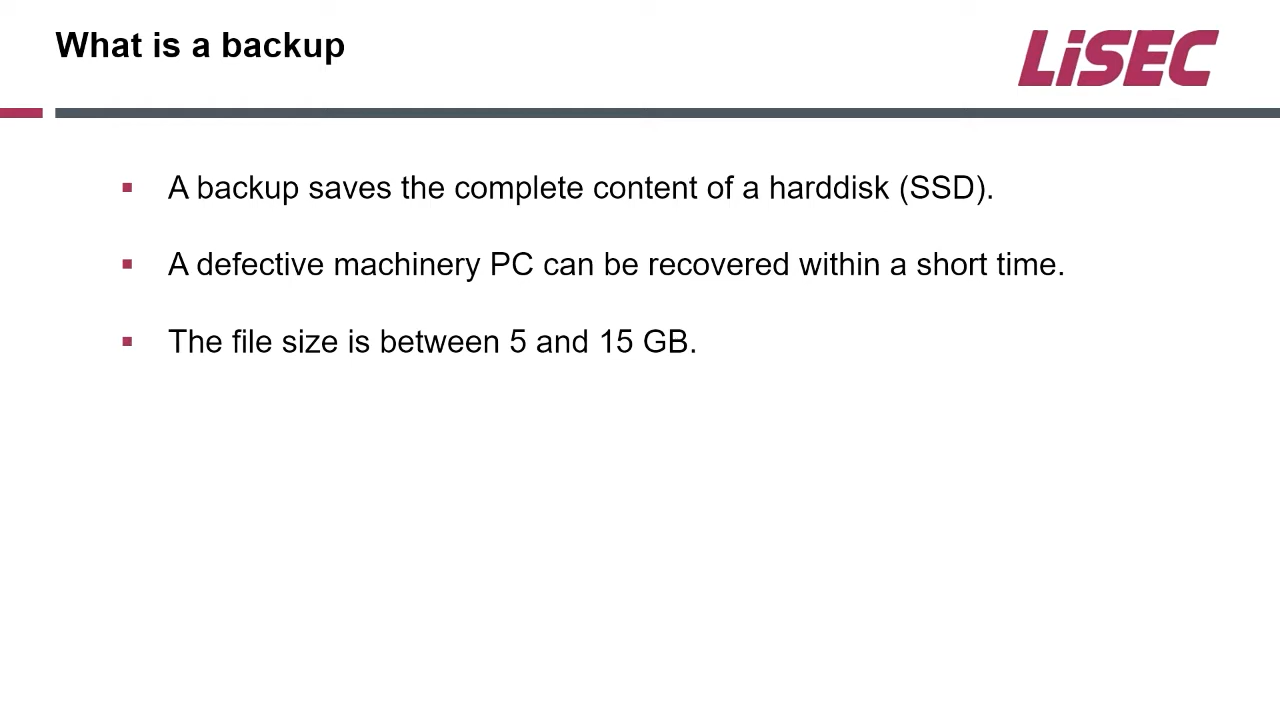 What is a backup
LiSEC
▪ A backup saves the complete content of a harddisk (SSD).
▪ A defective machinery PC can be recovered within a short time.
▪ The file size is between 5 and 15 GB.